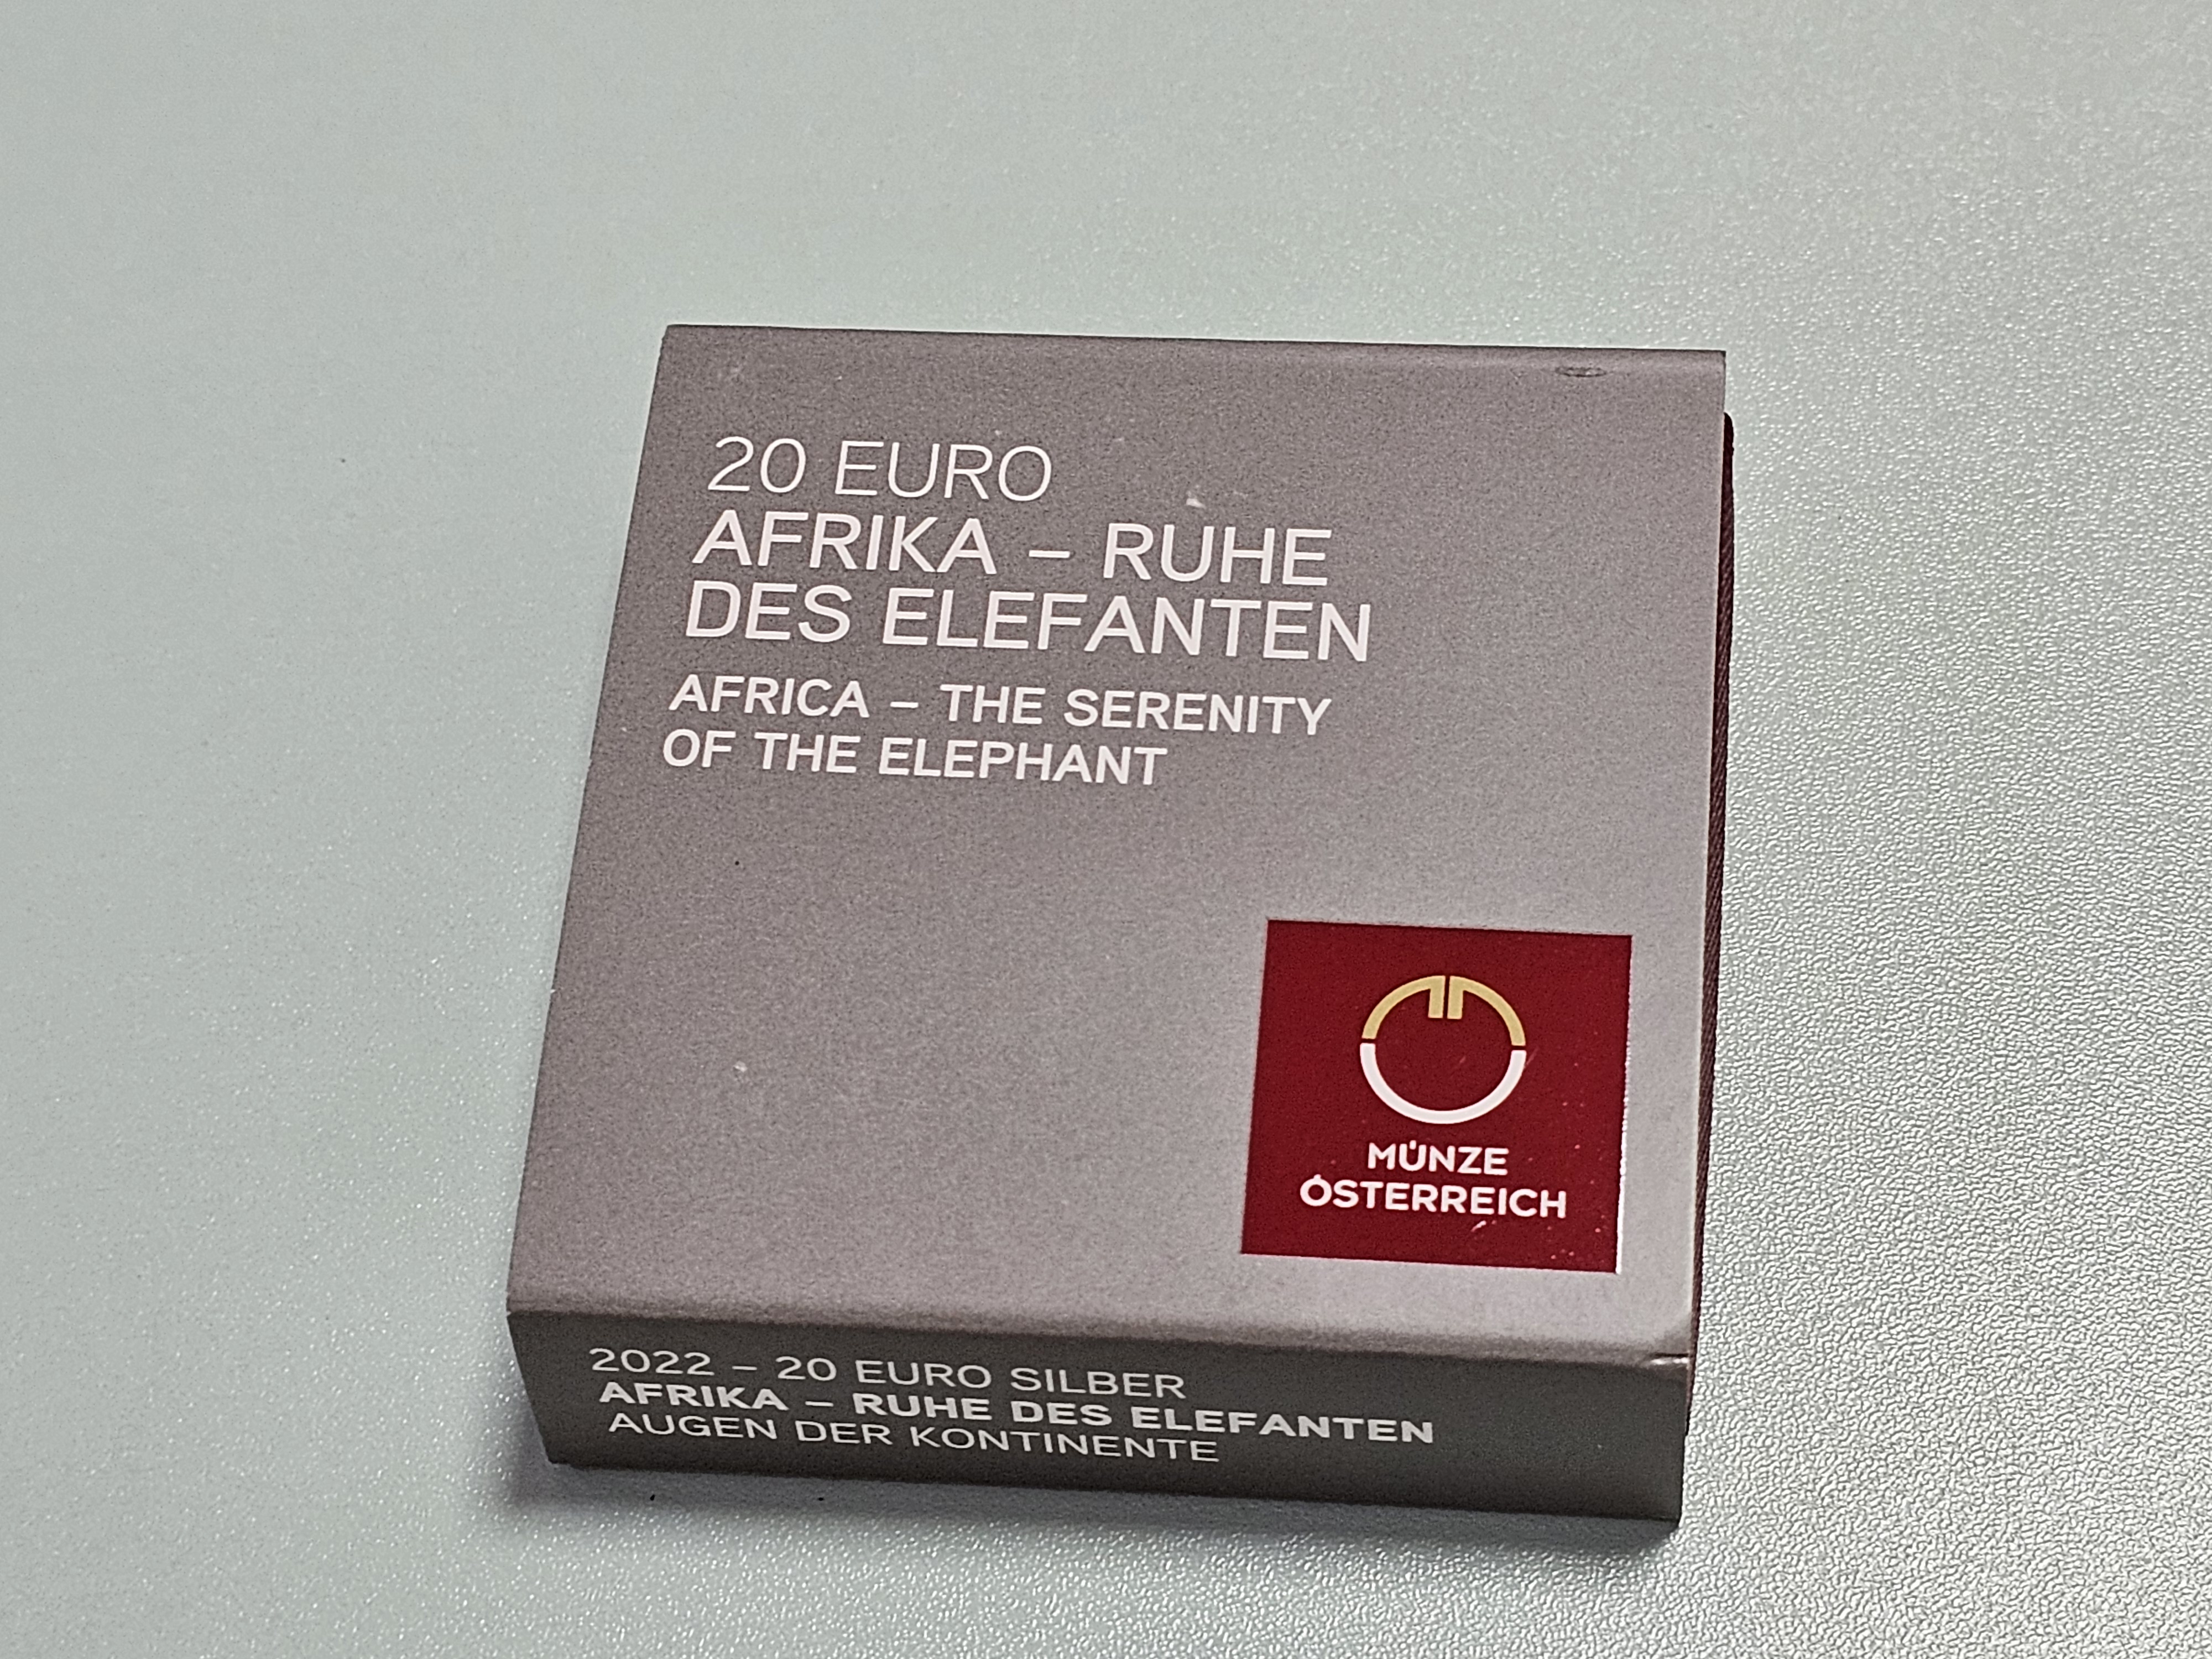 20 EURO
AFRIKA – RUHE
DES ELEFANTEN
AFRICA – THE SERENITY
OF THE ELEPHANT
MÜNZE
ÖSTERREICH
2022 – 20 EURO SILBER
AFRIKA – RUHE DES ELEFANTEN
AUGEN DER KONTINENTE